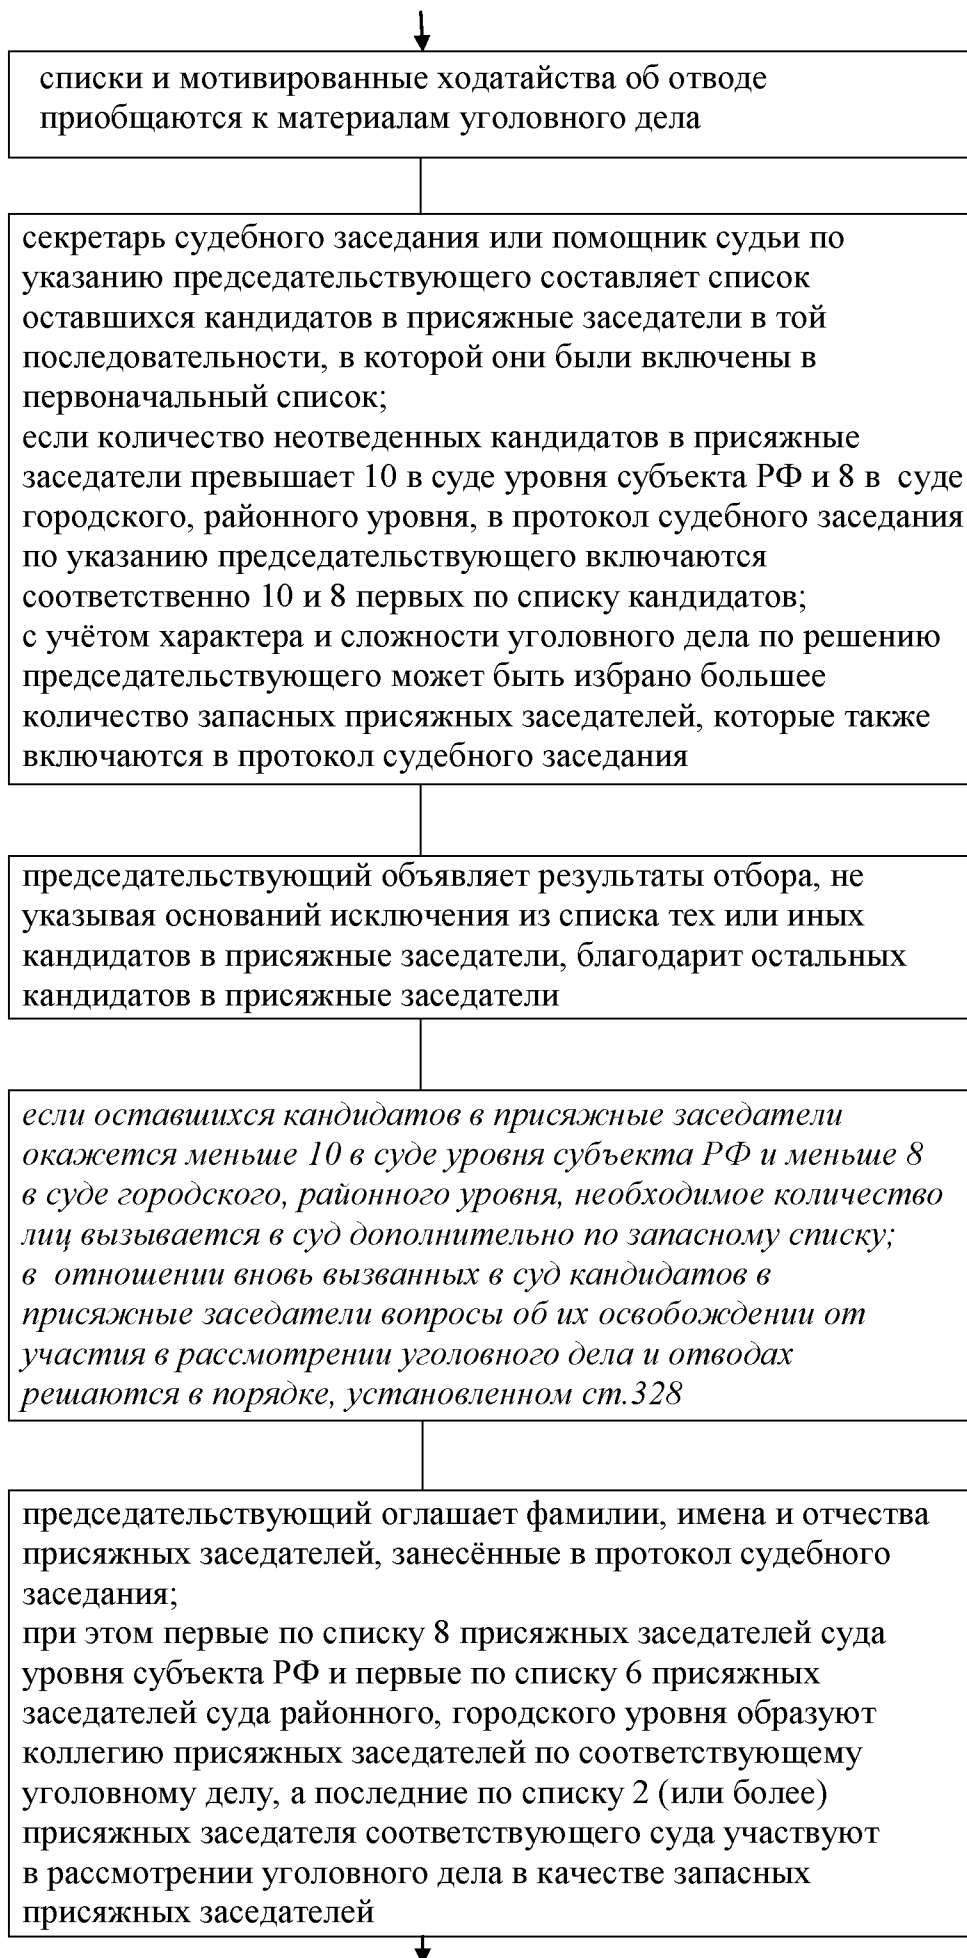 списки и мотивированные ходатайства об отводе
приобщаются к материалам уголовного дела
секретарь судебного заседания или помощник судьи по
указанию председательствующего составляет список
оставшихся кандидатов в присяжные заседатели в той
последовательности, в которой они были включены в
первоначальный список;
если количество неотведенных кандидатов в присяжные
заседатели превышает 10 в суде уровня субъекта РФ и 8 в суде
городского, районного уровня, в протокол судебного заседания
по указанию председательствующего включаются
соответственно 10 и 8 первых по списку кандидатов;
с учётом характера и сложности уголовного дела по решению
председательствующего может быть избрано большее
количество запасных присяжных заседателей, которые также
включаются в протокол судебного заседания
председательствующий объявляет результаты отбора, не
указывая оснований исключения из списка тех или иных
кандидатов в присяжные заседатели, благодарит остальных
кандидатов в присяжные заседатели
если оставшихся кандидатов в присяжные заседатели
окажется меньше 10 в суде уровня субъекта РФ и меньше 8
в суде городского, районного уровня, необходимое количество
лиц вызывается в суд дополнительно по запасному списку;
в отношении вновь вызванных в суд кандидатов в
присяжные заседатели вопросы об их освобождении от
участия в рассмотрении уголовного дела и отводах
решаются в порядке, установленном ст.328
председательствующий оглашает фамилии, имена и отчества
присяжных заседателей, занесённые в протокол судебного
заседания;
при этом первые по списку 8 присяжных заседателей суда
уровня субъекта РФ и первые по списку 6 присяжных
заседателей суда районного, городского уровня образуют
коллегию присяжных заседателей по соответствующему
уголовному делу, а последние по списку 2 (или более)
присяжных заседателя соответствующего суда участвуют
в рассмотрении уголовного дела в качестве запасных
присяжных заседателей